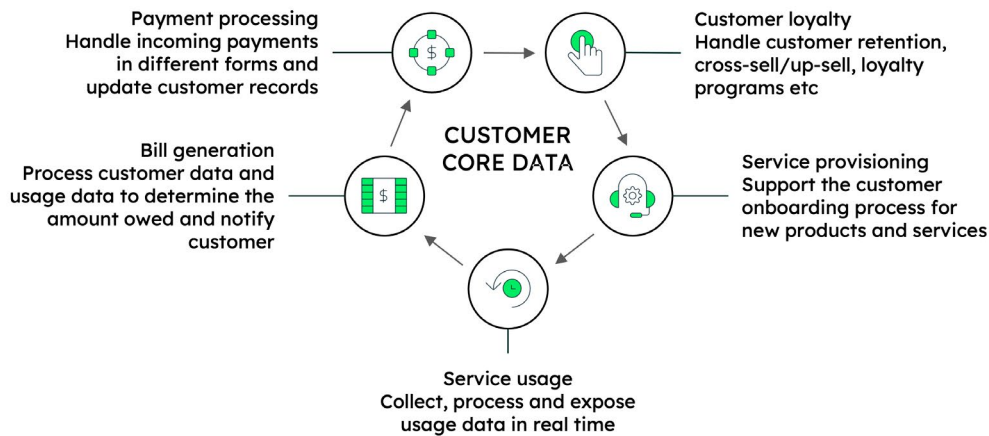 Payment processing
Handle incoming payments
in different forms and
update customer records
$
Customer loyalty
Handle customer retention,
cross-sell/up-sell, loyalty
programs etc
CUSTOMER
CORE DATA
Bill generation
Process customer data and
usage data to determine the
amount owed and notify
customer
$
Service provisioning
Support the customer
onboarding process for
new products and services
Service usage
Collect, process and expose
usage data in real time